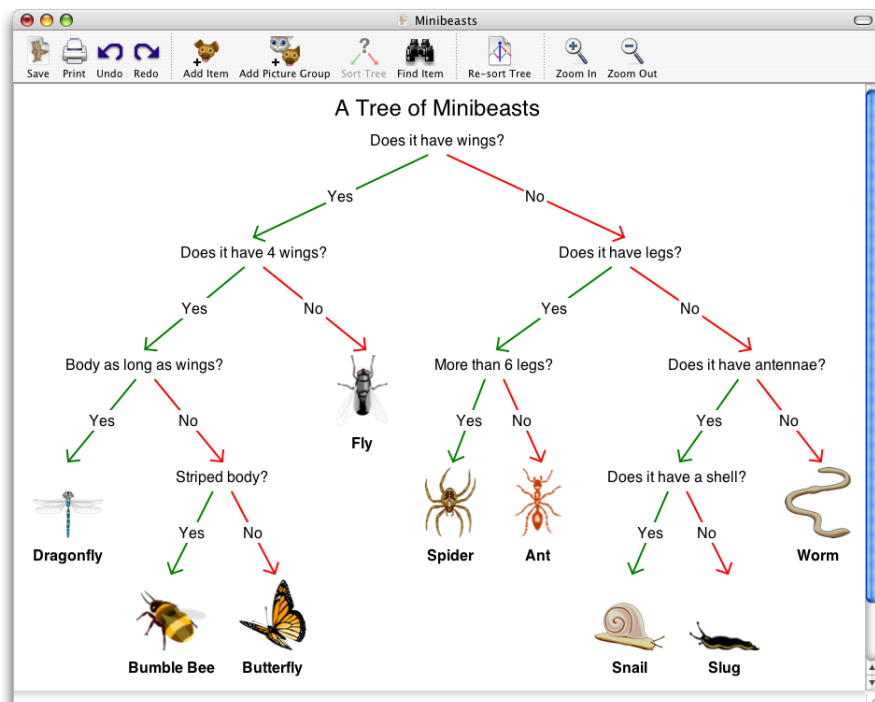 Minibeasts
Save Print Undo Redo Add Item Add Picture Group Sort Tree Find Item Re-sort Tree Zoom In Zoom Out
A Tree of Minibeasts
Does it have wings?
Yes No
Does it have 4 wings? Does it have legs?
Yes No Yes No
Body as long as wings? More than 6 legs? Does it have antennae?
Yes No Yes No Yes No
Fly
Striped body? Does it have a shell?
Yes No Yes No
Dragonfly Spider Ant Worm
Bumble Bee Butterfly Snail Slug